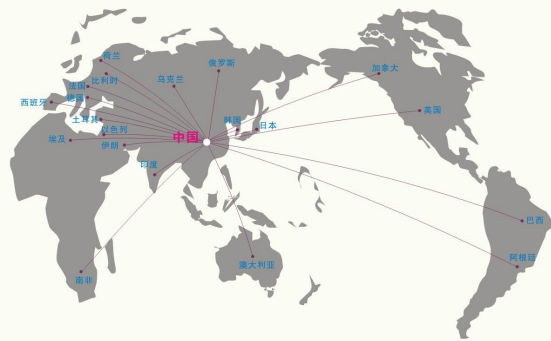 荷兰
俄罗斯
比利时
乌克兰
加拿大
法国
德国
西班牙
美国
土耳其
韩国
日本
以色列
中国
埃及
伊朗
印度
巴西
阿根廷
澳大利亚
南非